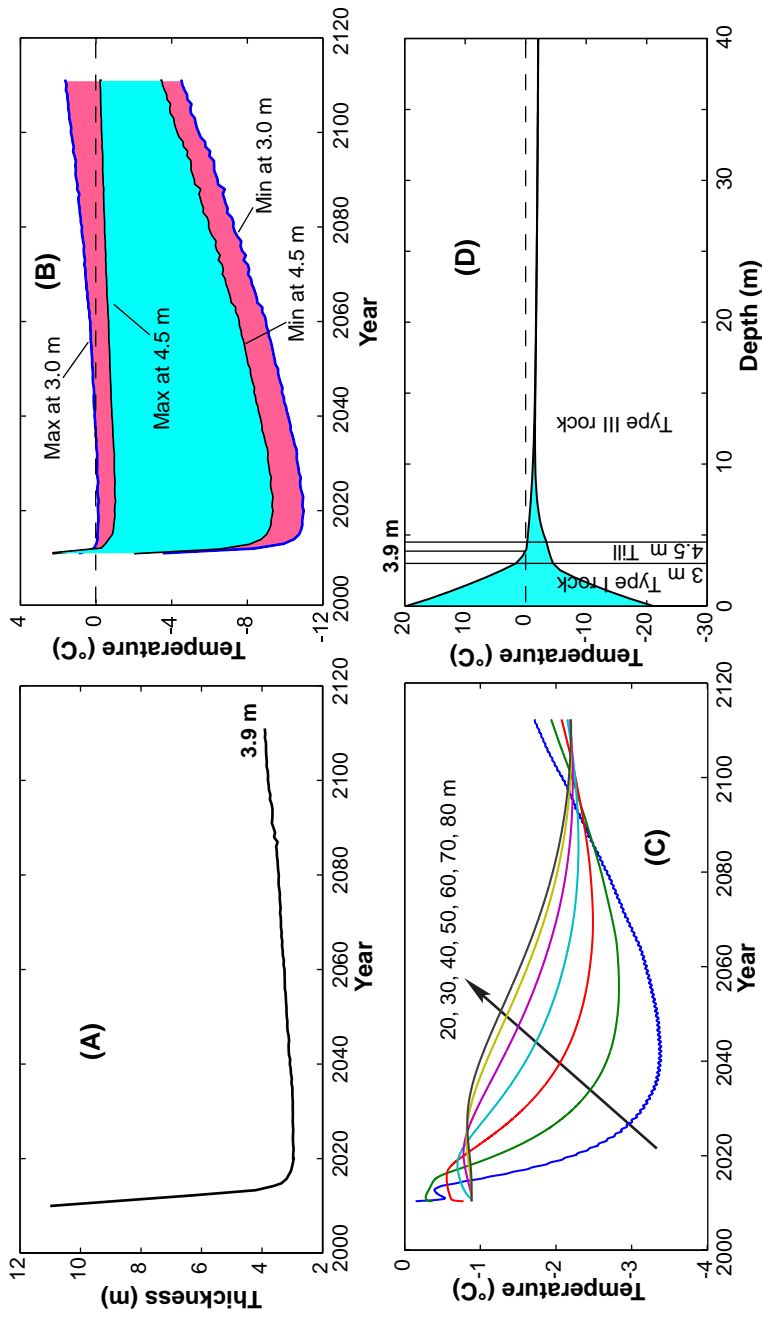 (A)
Thickness (m)
12
10
8
6
4
2
3.9 m
2000
2020
2040
2060
2080
2100
2120
Year
(B)
Temperature (°C)
4
0
-4
-8
-12
Max at 3.0 m
Max at 4.5 m
Min at 4.5 m
Min at 3.0 m
2000
2020
2040
2060
2080
2100
2120
Year
(C)
Temperature (°C)
0
-1
-2
-3
-4
20, 30, 40, 50, 60, 70, 80 m
2000
2020
2040
2060
2080
2100
2120
Year
(D)
Temperature (°C)
20
10
0
-10
-20
-30
3.9 m
Type I rock
3 m
Till
4.5 m
Type III rock
0
10
20
30
40
Depth (m)